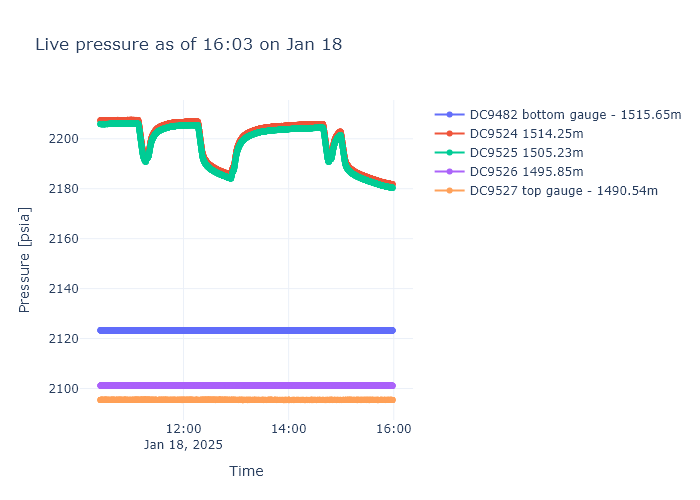 Live pressure as of 16:03 on Jan 18
DC9482 bottom gauge - 1515.65m
DC9524 1514.25m
DC9525 1505.23m
DC9526 1495.85m
DC9527 top gauge - 1490.54m
Pressure [psia]
2200
2180
2160
2140
2120
2100
12:00
14:00
16:00
Jan 18, 2025
Time